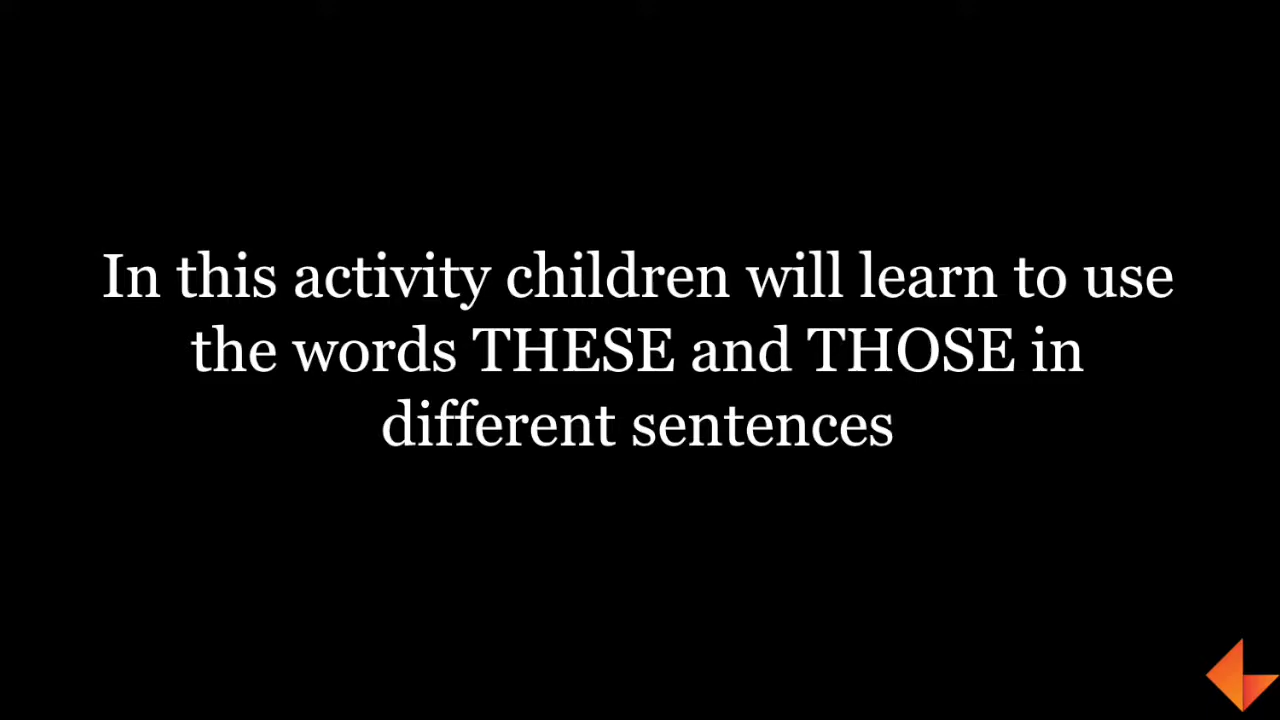 In this activity children will learn to use
the words THESE and THOSE in
different sentences